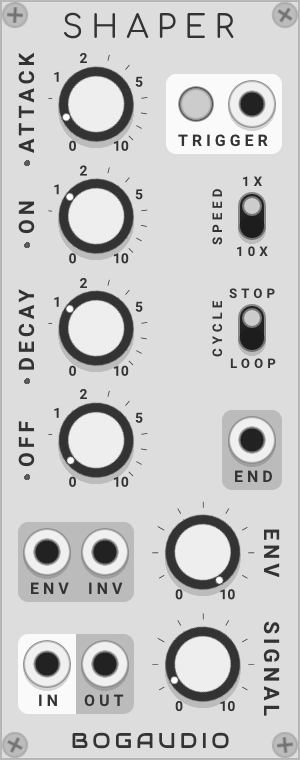 SHAPER
ATTACK
0 1 2 5 10
TRIGGER
ON
0 1 2 5 10
SPEED
1X
10X
DECAY
0 1 2 5 10
CYCLE
STOP
LOOP
OFF
0 1 2 5 10
END
ENV INV
ENV
0 10
IN OUT
SIGNAL
0 10
BOGAUDIO